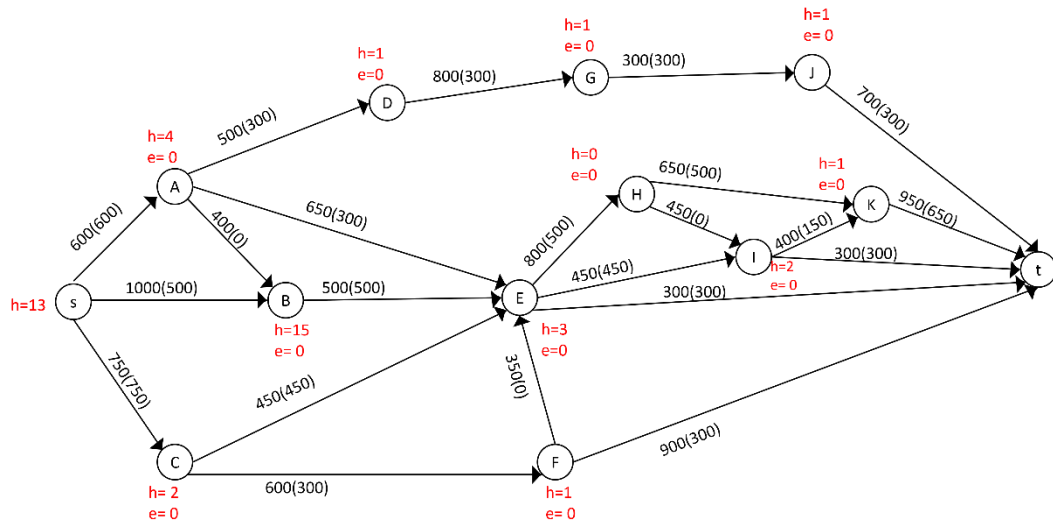 h=1
e=0
D
800(300)
h=1
e= 0
G
300(300)
h=1
e= 0
J
700(300)
500(300)
h=4
e= 0
A
600(600)
400(0)
650(300)
h=0
e=0
H
650(500)
450(0)
h=1
e=0
K
950(650)
800(500)
400(150)
I
h=2
e= 0
300(300)
t
h=13
s
1000(500)
B
h=15
e= 0
500(500)
E
h=3
e=0
450(450)
300(300)
750(750)
450(450)
350(0)
900(300)
C
h= 2
e= 0
600(300)
F
h=1
e= 0